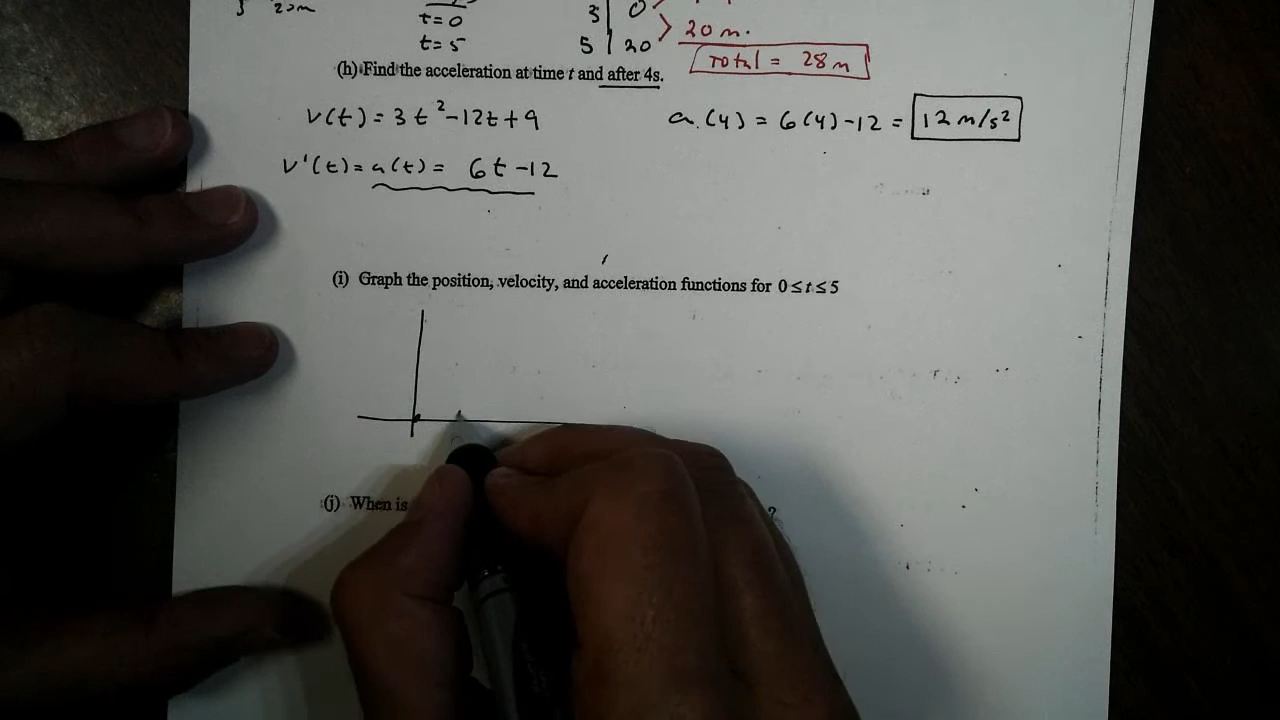 3 20m
t=0 3 0
t=5 5 20 > 20 m.
Total = 28 m
(h) Find the acceleration at time t and after 4s.
v(t) = 3t²-12t+9 a(4) = 6(4)-12 = 12 m/s²
v'(t) = a(t) = 6t-12
(i) Graph the position, velocity, and acceleration functions for 0≤t≤5
(j) When is ?